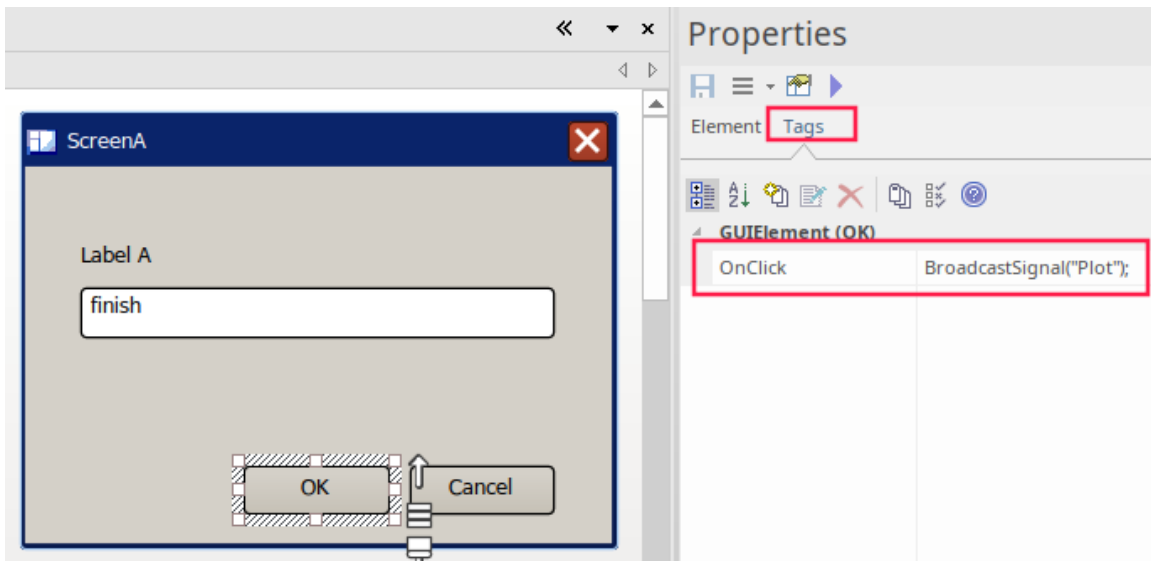 Properties
Element Tags
GUIElement (OK)
OnClick BroadcastSignal("Plot");
ScreenA
Label A
finish
OK Cancel